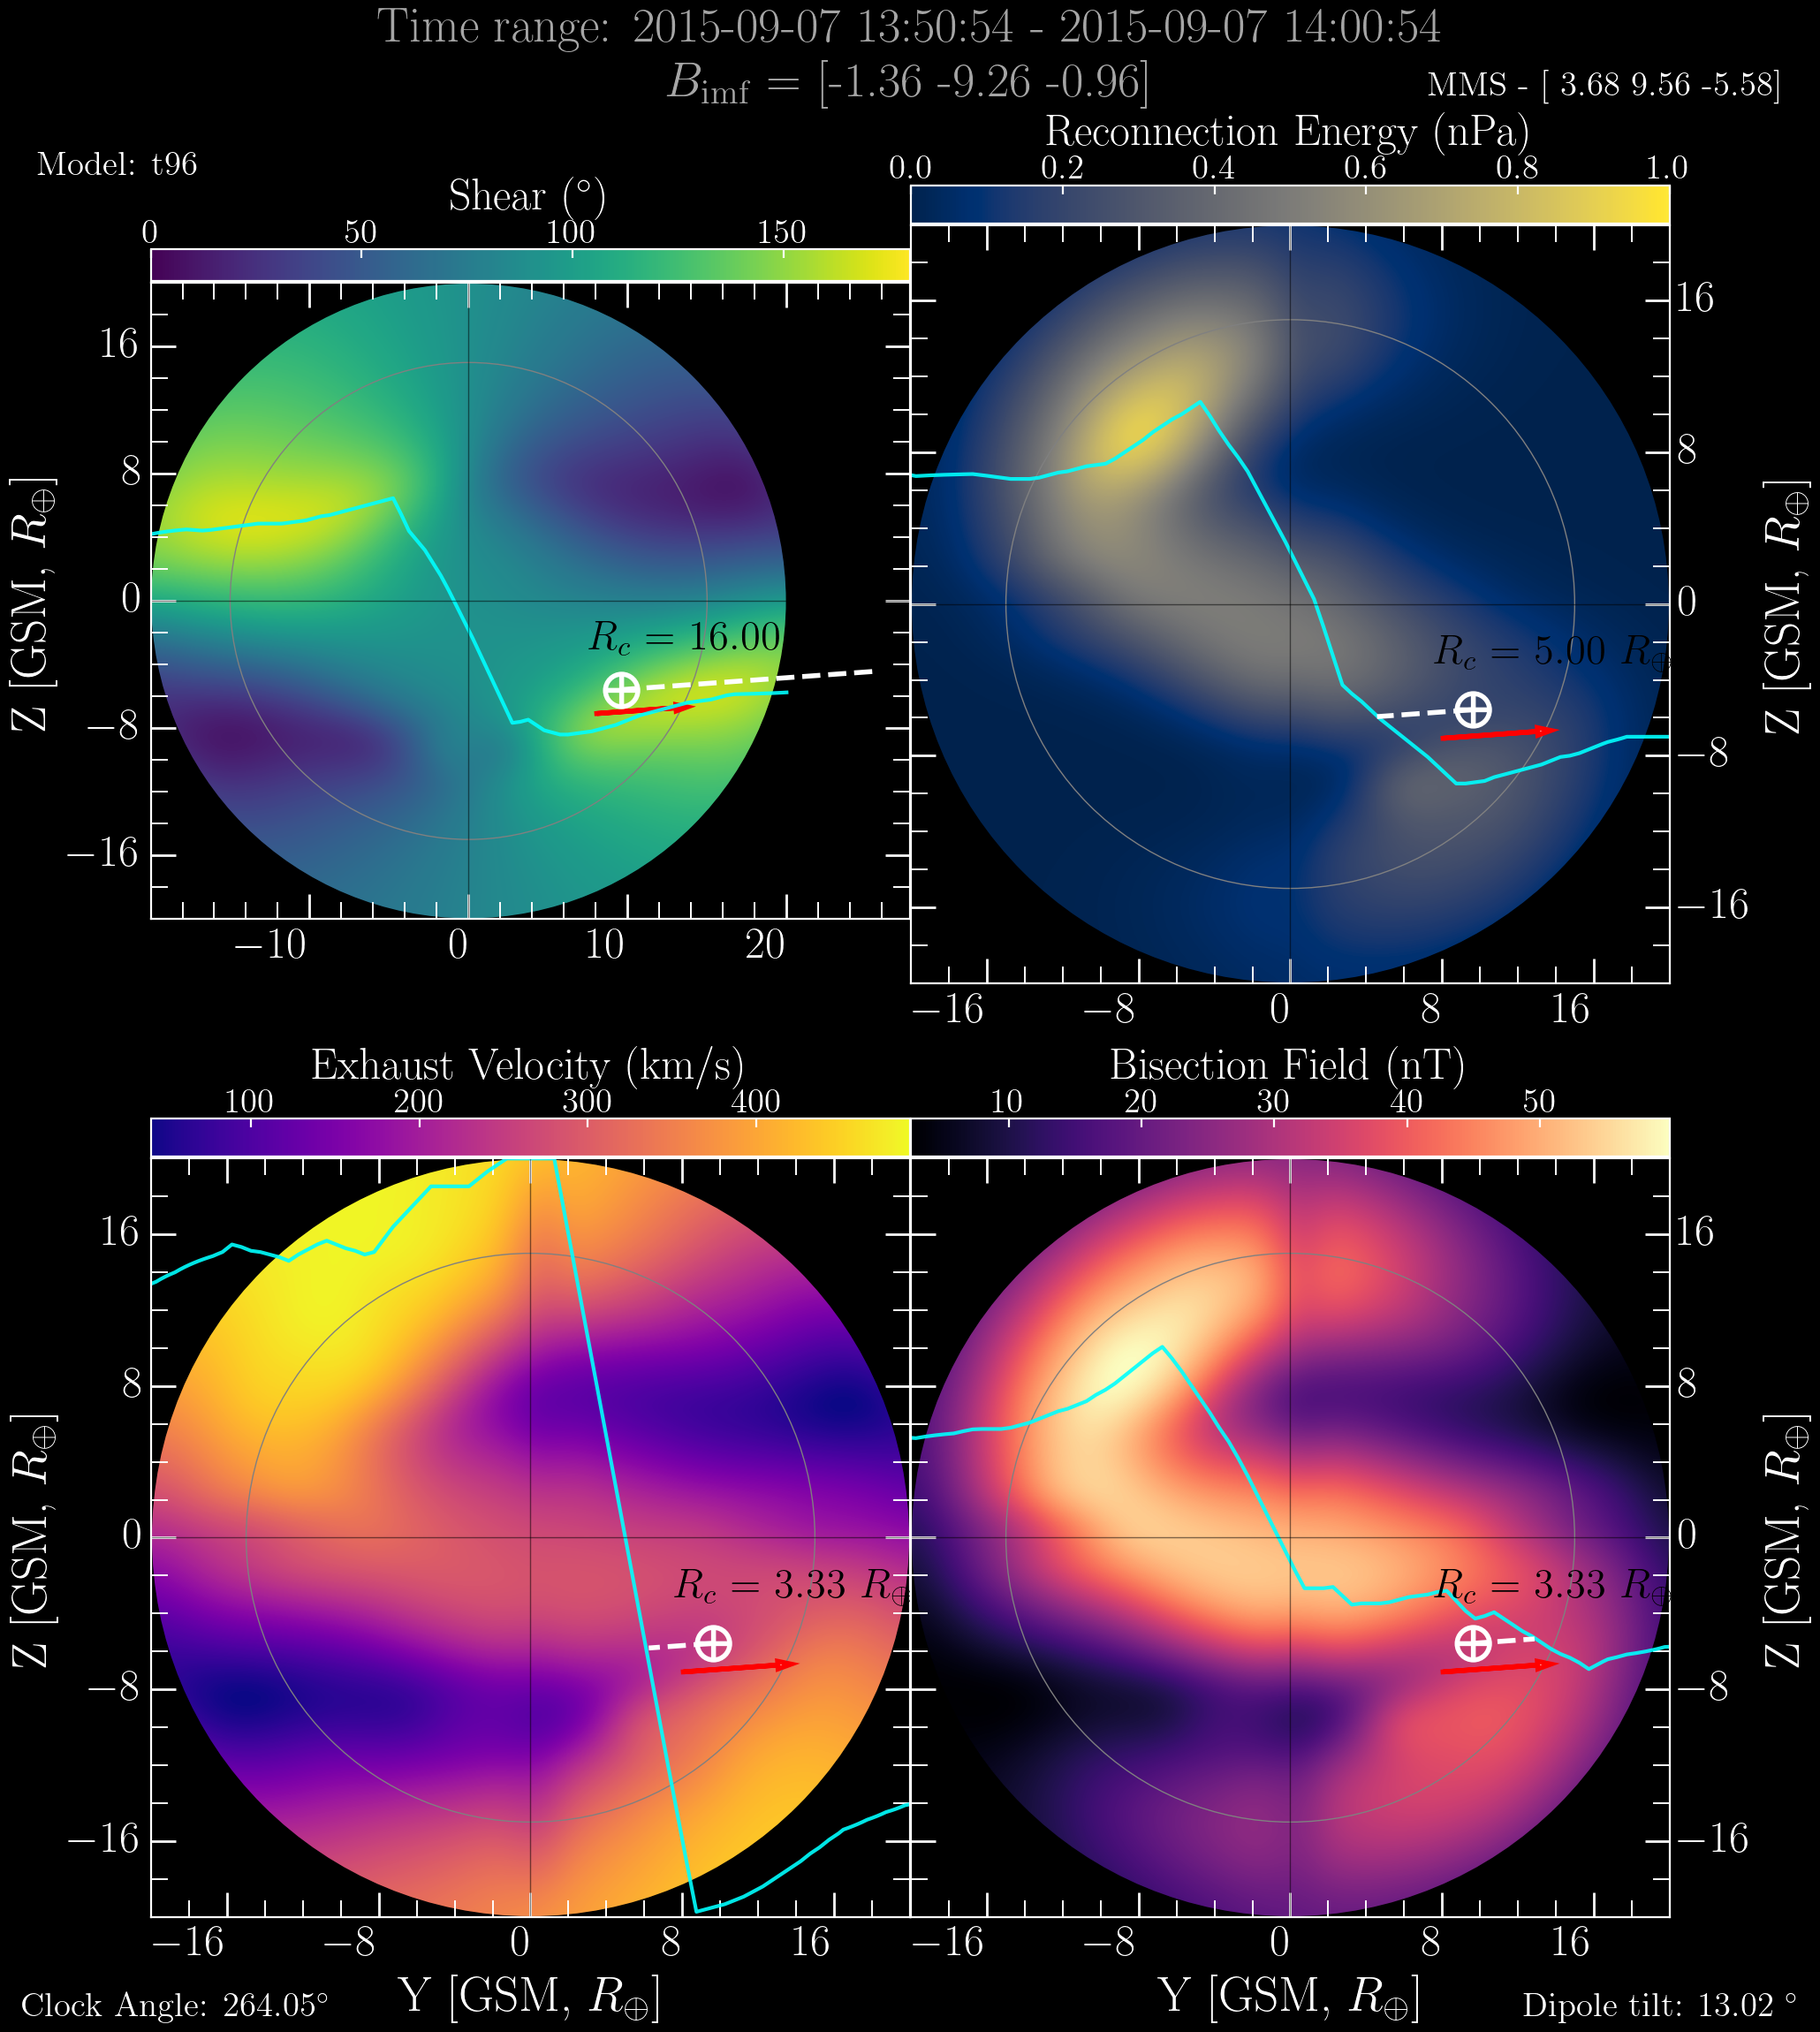 Time range: 2015-09-07 13:50:54 - 2015-09-07 14:00:54
B_imf = [-1.36 -9.26 -0.96]
MMS - [ 3.68 9.56 -5.58]
Model: t96
Shear (°)
0 50 100 150
Z [GSM, R⊕]
16
8
0
−8
−16
R_c = 16.00
−10 0 10 20
Reconnection Energy (nPa)
0.0 0.2 0.4 0.6 0.8 1.0
16
8
0
−8
−16
Z [GSM, R⊕]
R_c = 5.00 R⊕
−16 −8 0 8 16
Exhaust Velocity (km/s)
100 200 300 400
Z [GSM, R⊕]
16
8
0
−8
−16
R_c = 3.33 R⊕
−16 −8 0 8 16
Y [GSM, R⊕]
Bisection Field (nT)
10 20 30 40 50
16
8
0
−8
−16
Z [GSM, R⊕]
R_c = 3.33 R⊕
−16 −8 0 8 16
Y [GSM, R⊕]
Clock Angle: 264.05°
Dipole tilt: 13.02 °